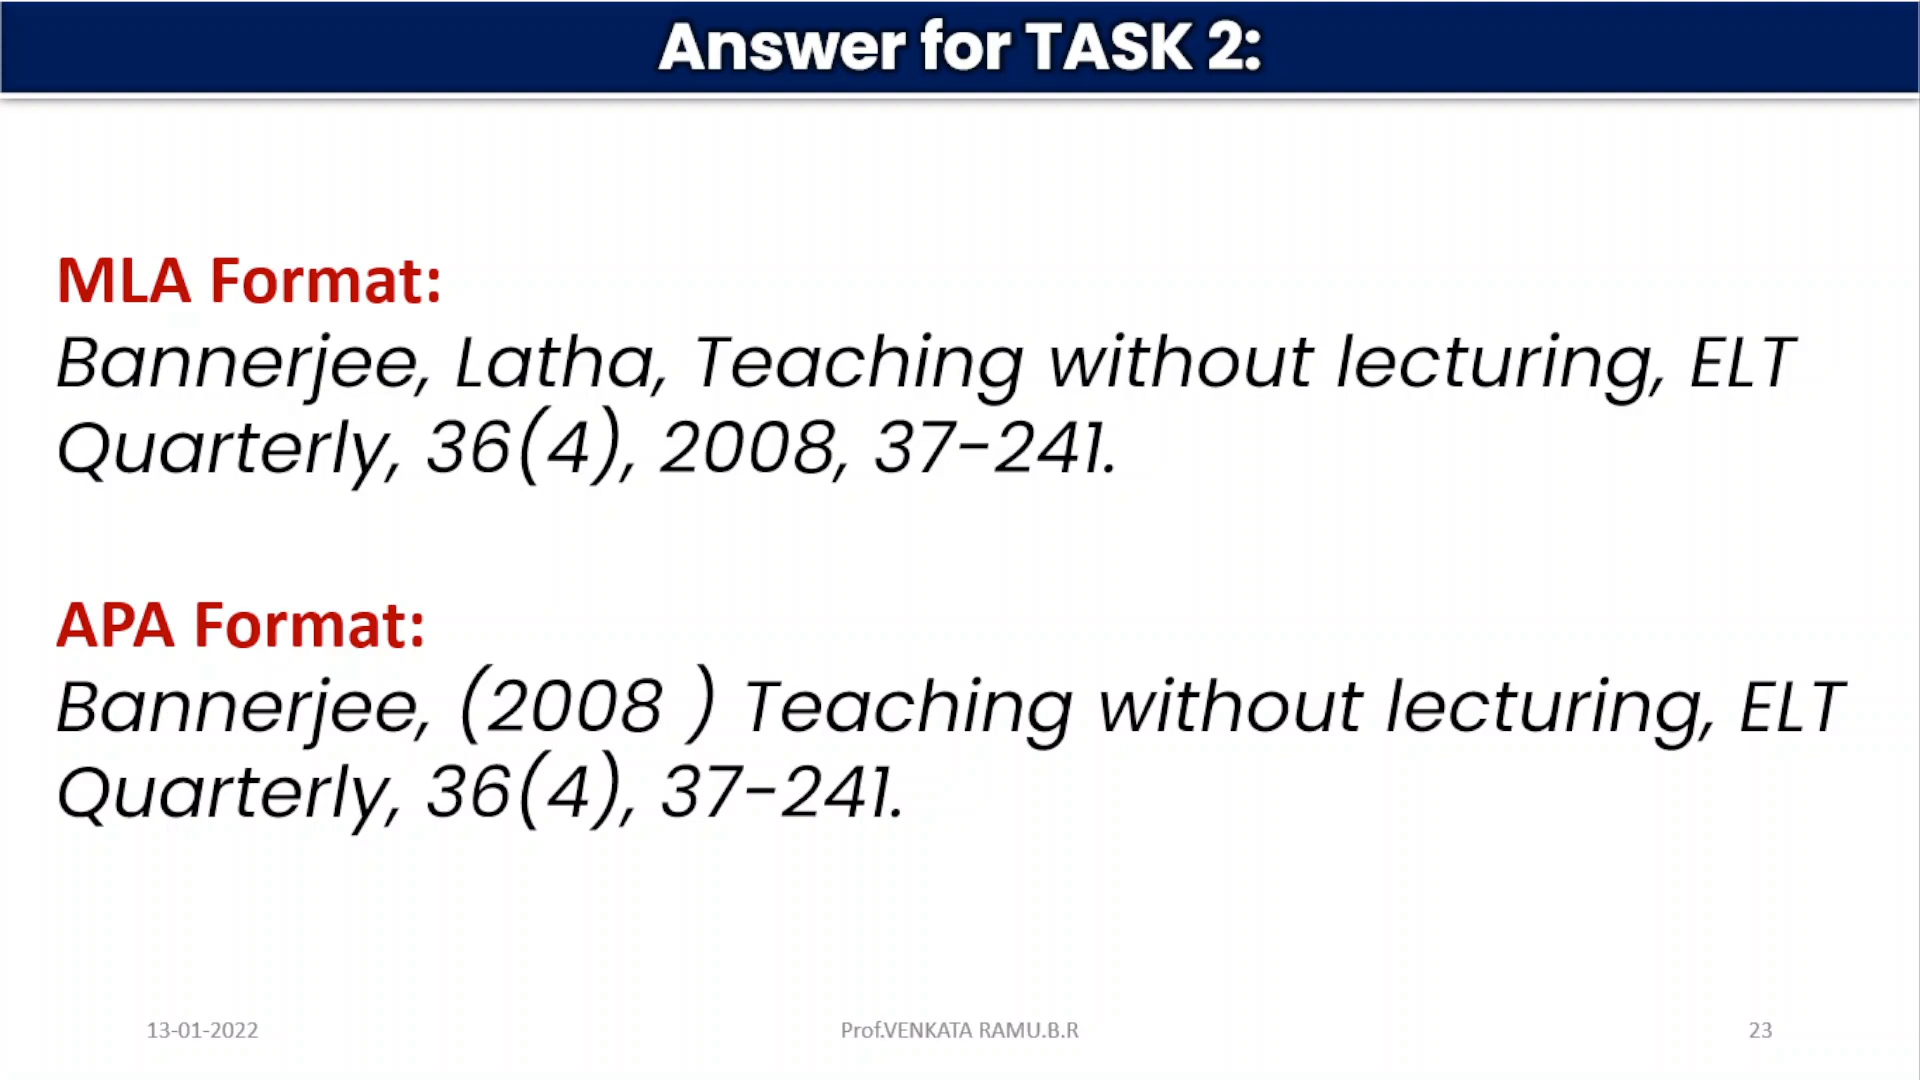 Answer for TASK 2:
MLA Format:
Bannerjee, Latha, Teaching without lecturing, ELT
Quarterly, 36(4), 2008, 37-241.
APA Format:
Bannerjee, (2008 ) Teaching without lecturing, ELT
Quarterly, 36(4), 37-241.
13-01-2022
Prof.VENKATA RAMU.B.R
23